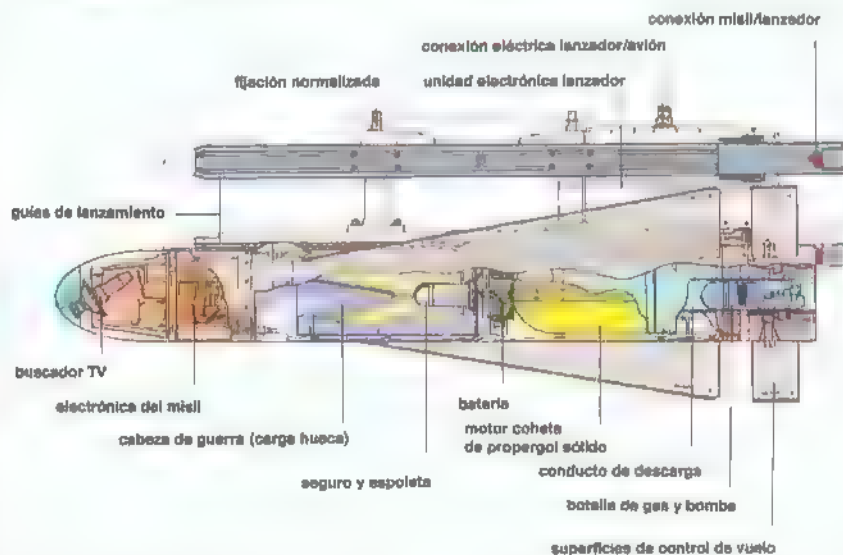 conexión misil/lanzador
conexión eléctrica lanzador/avión
fijación normalizada
unidad electrónica lanzador
guías de lanzamiento
buscador TV
electrónica del misil
cabeza de guerra (carga hueca)
seguro y espoleta
batería
motor cohete
de propergol sólido
conducto de descarga
botella de gas y bomba
superficies de control de vuelo